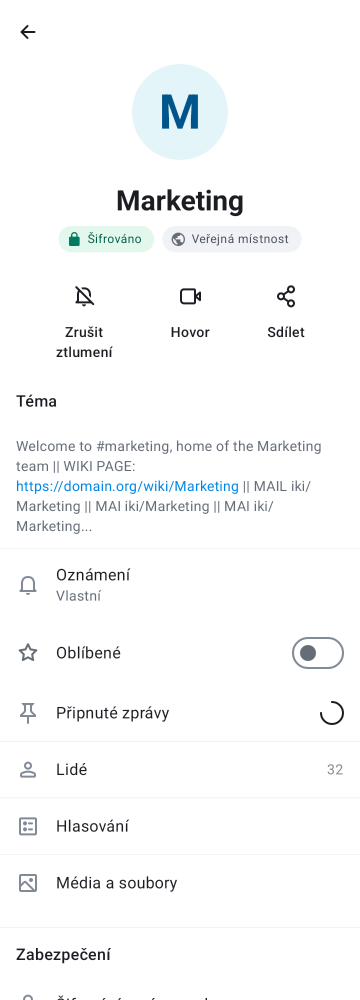 M
Marketing
Šifrováno
Veřejná místnost
Zrušit
ztlumení
Hovor
Sdílet
Téma
Welcome to #marketing, home of the Marketing
team || WIKI PAGE:
https://domain.org/wiki/Marketing || MAIL iki/
Marketing || MAI iki/Marketing || MAI iki/
Marketing...
Oznámení
Vlastní
Oblíbené
Připnuté zprávy
Lidé
32
Hlasování
Média a soubory
Zabezpečení